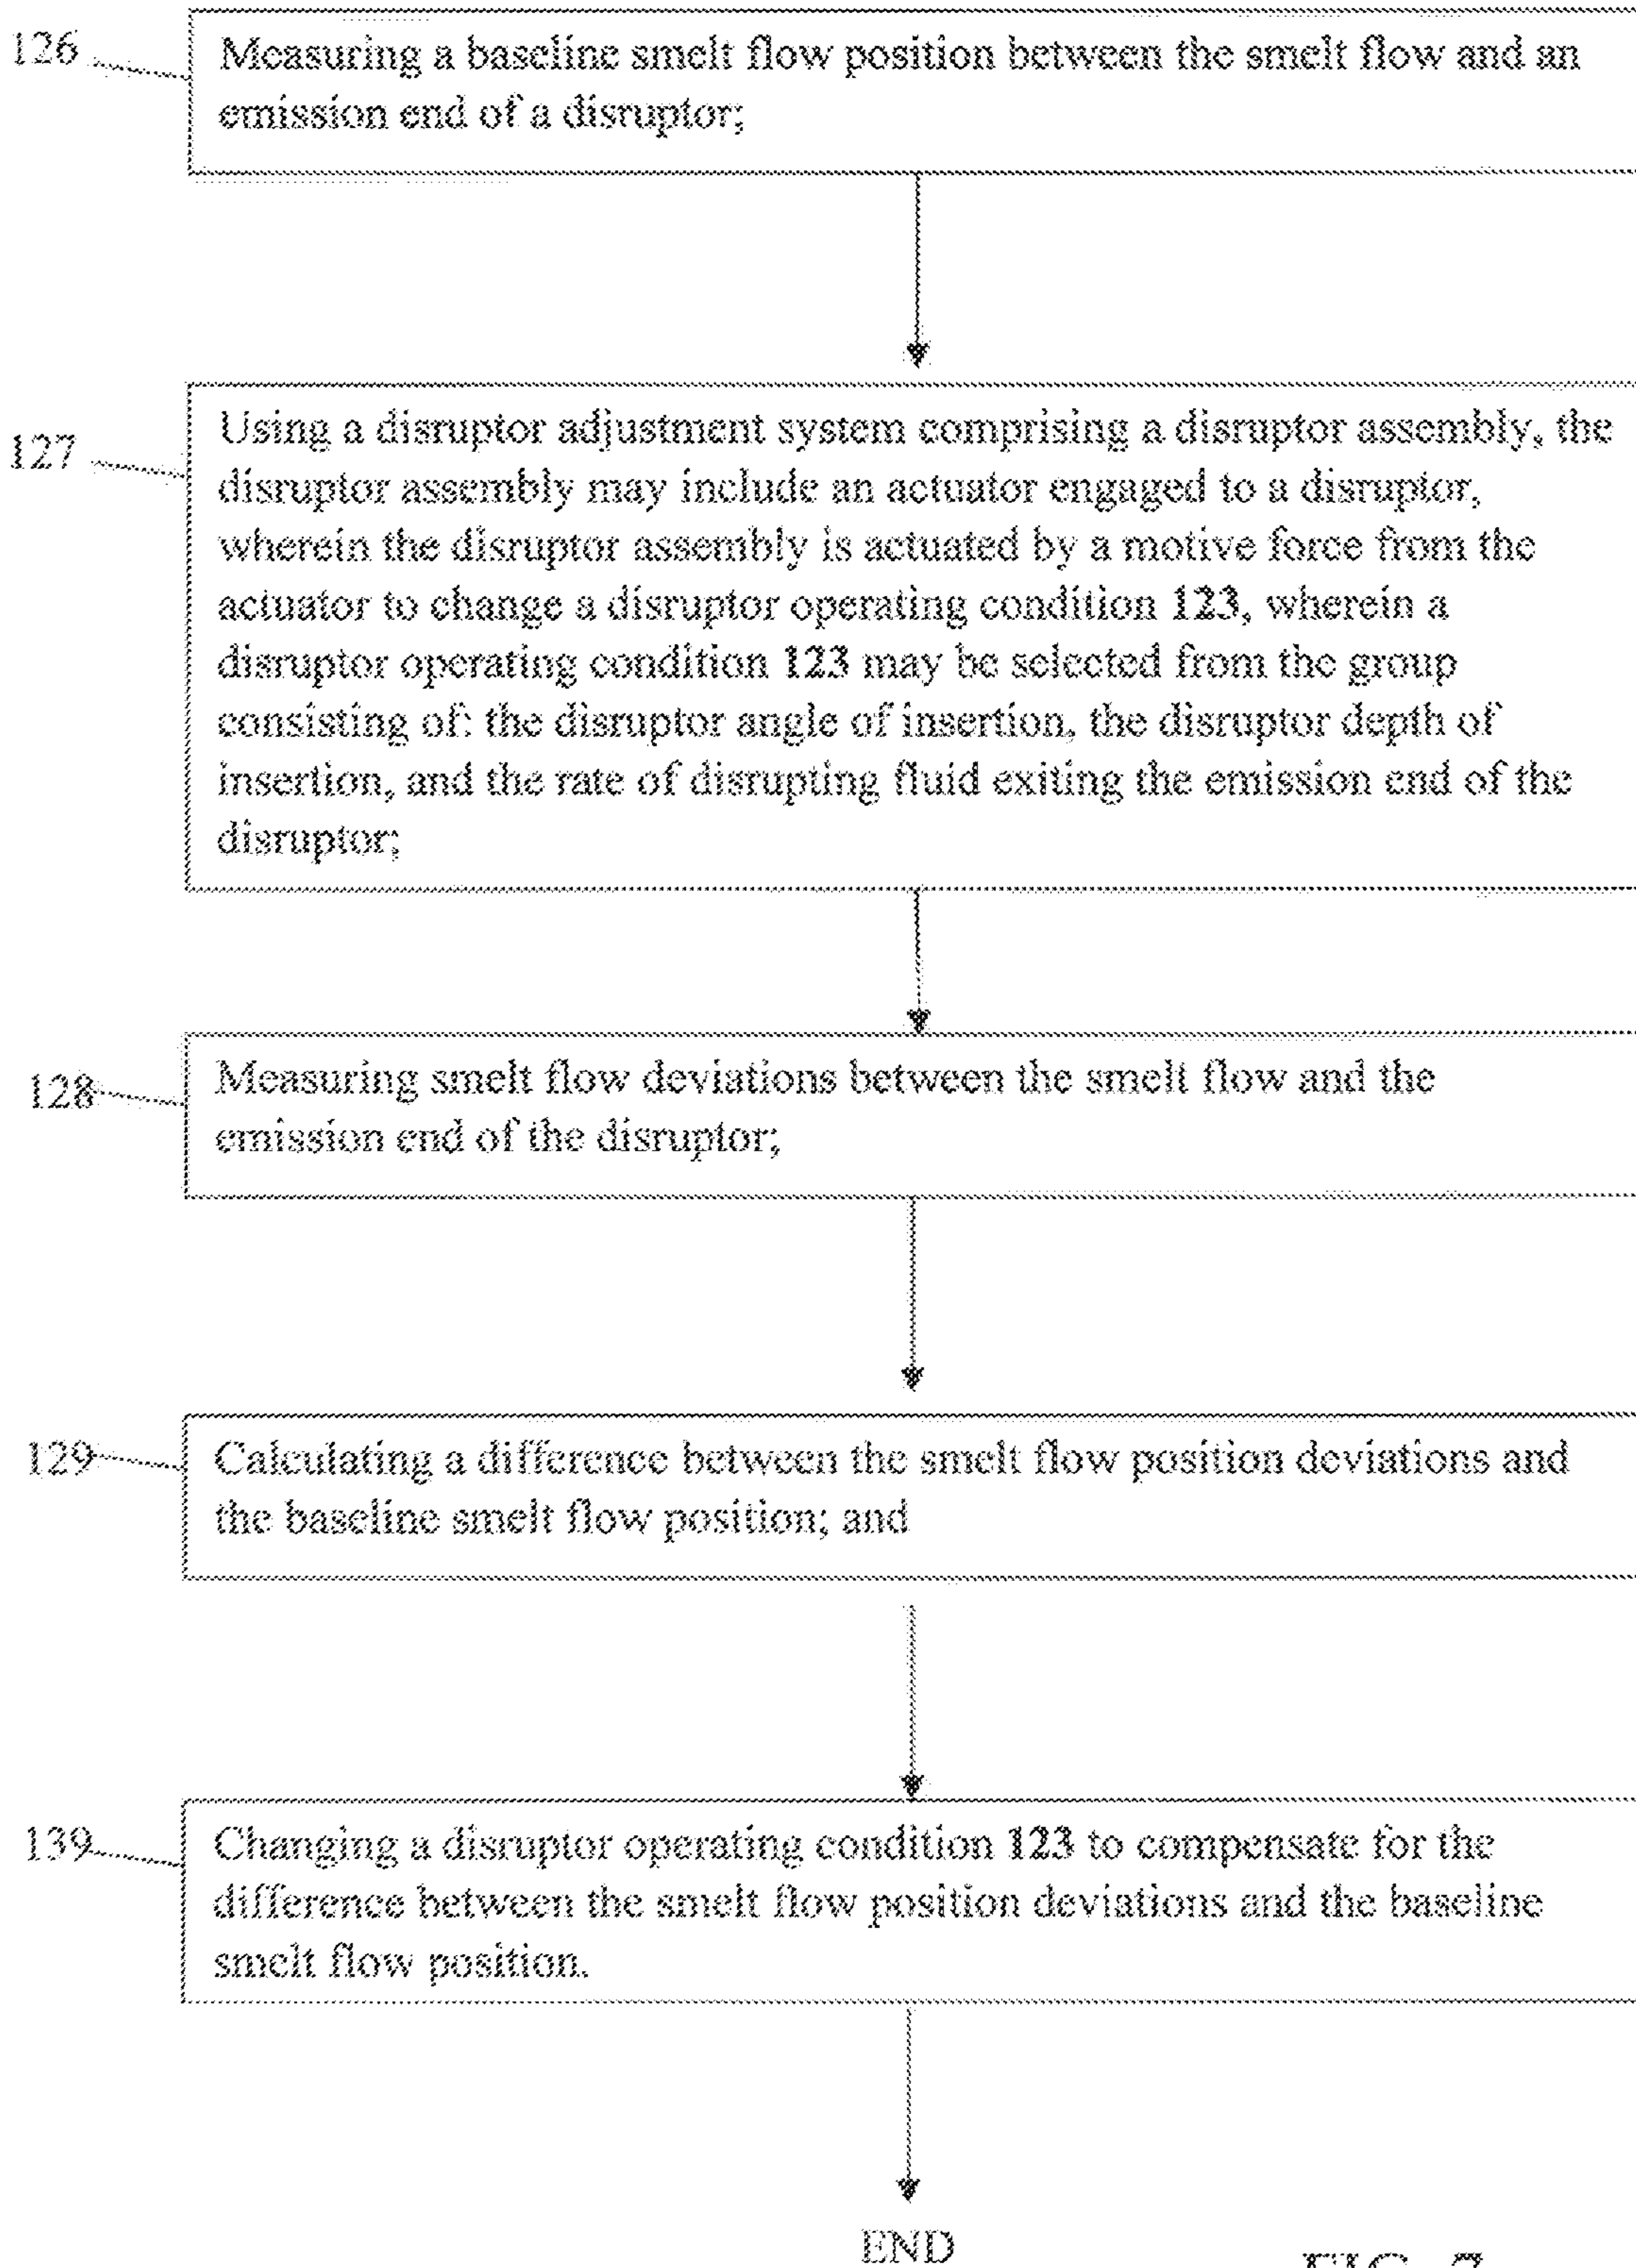 126
Measuring a baseline smelt flow position between the smelt flow and an
emission end of a disruptor;
127
Using a disruptor adjustment system comprising a disruptor assembly, the
disruptor assembly may include an actuator engaged to a disruptor,
wherein the disruptor assembly is actuated by a motive force from the
actuator to change a disruptor operating condition 123, wherein a
disruptor operating condition 123 may be selected from the group
consisting of: the disruptor angle of insertion, the disruptor depth of
insertion, and the rate of disrupting fluid exiting the emission end of the
disruptor;
128
Measuring smelt flow deviations between the smelt flow and the
emission end of the disruptor;
129
Calculating a difference between the smelt flow position deviations and
the baseline smelt flow position; and
139
Changing a disruptor operating condition 123 to compensate for the
difference between the smelt flow position deviations and the baseline
smelt flow position.
END
FIG. 7